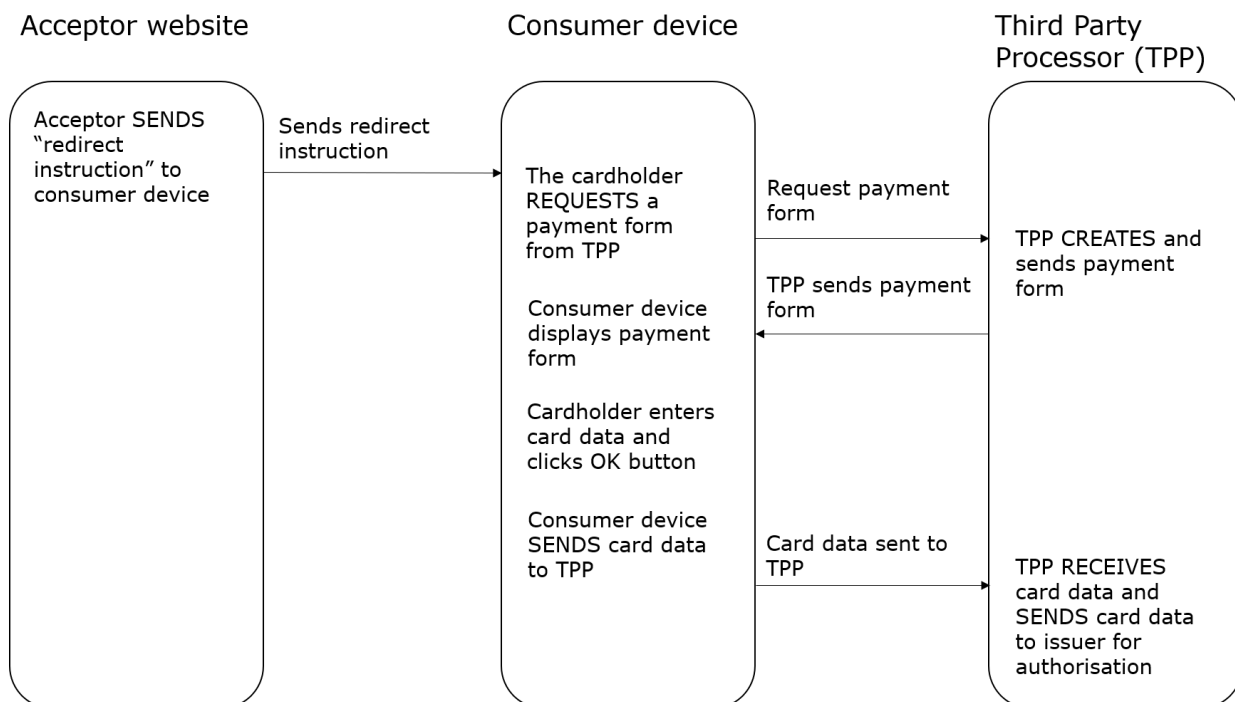 Acceptor website
Consumer device
Third Party
Processor (TPP)
Acceptor SENDS
“redirect
instruction” to
consumer device
Sends redirect
instruction
The cardholder
REQUESTS a
payment form
from TPP
Request payment
form
TPP CREATES and
sends payment
form
TPP sends payment
form
Consumer device
displays payment
form
Cardholder enters
card data and
clicks OK button
Consumer device
SENDS card data
to TPP
Card data sent to
TPP
TPP RECEIVES
card data and
SENDS card data
to issuer for
authorisation